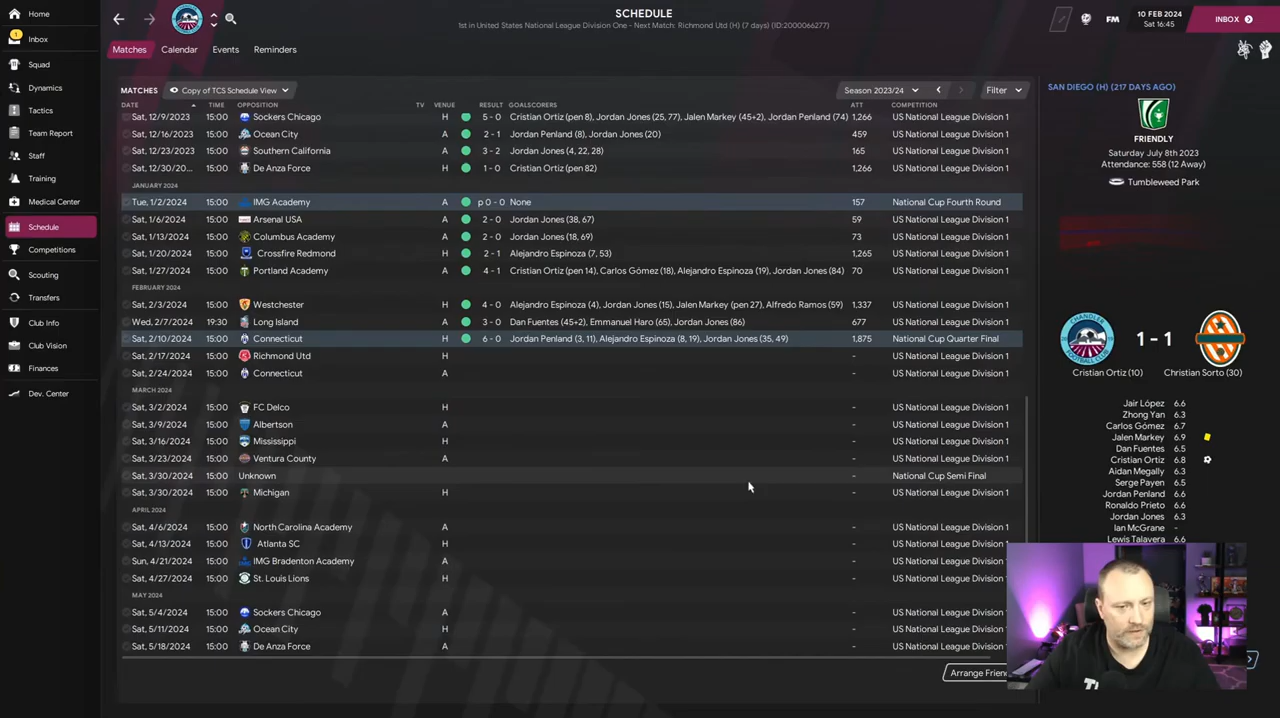 Home
Inbox
1
Squad
Dynamics
Tactics
Team Report
Staff
Training
Medical Center
Schedule
Competitions
Scouting
Transfers
Club Info
Club Vision
Finances
Dev. Center
SCHEDULE
1st in United States National League Division One - Next Match: Richmond Utd (H) (7 days) (ID:2000066277)
FM
10 FEB 2024
Sat 16:45
INBOX
Matches Calendar Events Reminders
MATCHES Copy of TCS Schedule View Season 2023/24 Filter
DATE TIME OPPOSITION TV VENUE RESULT GOALSCORERS ATT COMPETITION
Sat, 12/9/2023 15:00 Sockers Chicago H 5 - 0 Cristian Ortiz (pen 8), Jordan Jones (25, 77), Jalen Markey (45+2), Jordan Penland (74) 1,266 US National League Division 1
Sat, 12/16/2023 15:00 Ocean City A 2 - 1 Jordan Penland (8), Jordan Jones (20) 459 US National League Division 1
Sat, 12/23/2023 15:00 Southern California A 3 - 2 Jordan Jones (4, 22, 28) 165 US National League Division 1
Sat, 12/30/20... 15:00 De Anza Force H 1 - 0 Cristian Ortiz (pen 82) 1,266 US National League Division 1
JANUARY 2024
Tue, 1/2/2024 15:00 IMG Academy A p 0 - 0 None 157 National Cup Fourth Round
Sat, 1/6/2024 15:00 Arsenal USA A 2 - 0 Jordan Jones (38, 67) 59 US National League Division 1
Sat, 1/13/2024 15:00 Columbus Academy A 2 - 0 Jordan Jones (18, 69) 73 US National League Division 1
Sat, 1/20/2024 15:00 Crossfire Redmond H 2 - 1 Alejandro Espinoza (7, 53) 1,265 US National League Division 1
Sat, 1/27/2024 15:00 Portland Academy A 4 - 1 Cristian Ortiz (pen 14), Carlos Gómez (18), Alejandro Espinoza (19), Jordan Jones (84) 70 US National League Division 1
FEBRUARY 2024
Sat, 2/3/2024 15:00 Westchester H 4 - 0 Alejandro Espinoza (4), Jordan Jones (15), Jalen Markey (pen 27), Alfredo Ramos (59) 1,337 US National League Division 1
Wed, 2/7/2024 19:30 Long Island A 3 - 0 Dan Fuentes (45+2), Emmanuel Haro (65), Jordan Jones (86) 677 US National League Division 1
Sat, 2/10/2024 15:00 Connecticut H 6 - 0 Jordan Penland (3, 11), Alejandro Espinoza (8, 19), Jordan Jones (35, 49) 1,875 National Cup Quarter Final
Sat, 2/17/2024 15:00 Richmond Utd H - US National League Division 1
Sat, 2/24/2024 15:00 Connecticut A - US National League Division 1
MARCH 2024
Sat, 3/2/2024 15:00 FC Delco H - US National League Division 1
Sat, 3/9/2024 15:00 Albertson A - US National League Division 1
Sat, 3/16/2024 15:00 Mississippi H - US National League Division 1
Sat, 3/23/2024 15:00 Ventura County A - US National League Division 1
Sat, 3/30/2024 15:00 Unknown - National Cup Semi Final
Sat, 3/30/2024 15:00 Michigan H - US National League Division 1
APRIL 2024
Sat, 4/6/2024 15:00 North Carolina Academy A - US National League Division 1
Sat, 4/13/2024 15:00 Atlanta SC H - US National League Division 1
Sun, 4/21/2024 15:00 IMG Bradenton Academy A - US National League Division 1
Sat, 4/27/2024 15:00 St. Louis Lions H - US National League Division 1
MAY 2024
Sat, 5/4/2024 15:00 Sockers Chicago A - US National League Division 1
Sat, 5/11/2024 15:00 Ocean City H - US National League Division 1
Sat, 5/18/2024 15:00 De Anza Force A - US National League Division 1
Arrange Friend
SAN DIEGO (H) (217 DAYS AGO)
FRIENDLY
Saturday July 8th 2023
Attendance: 558 (12 Away)
Tumbleweed Park
CHANDLER
FOOTBALL CLUB
1 - 1
Cristian Ortiz (10) Christian Sorto (30)
Jair López 6.6
Zhong Yan 6.3
Carlos Gómez 6.7
Jalen Markey 6.9
Dan Fuentes 6.5
Cristian Ortiz 6.8
Aidan Megally 6.3
Serge Payen 6.5
Jordan Penland 6.6
Ronaldo Prieto 6.6
Jordan Jones 6.3
Ian McGrane -
Lewis Talavera 6.6